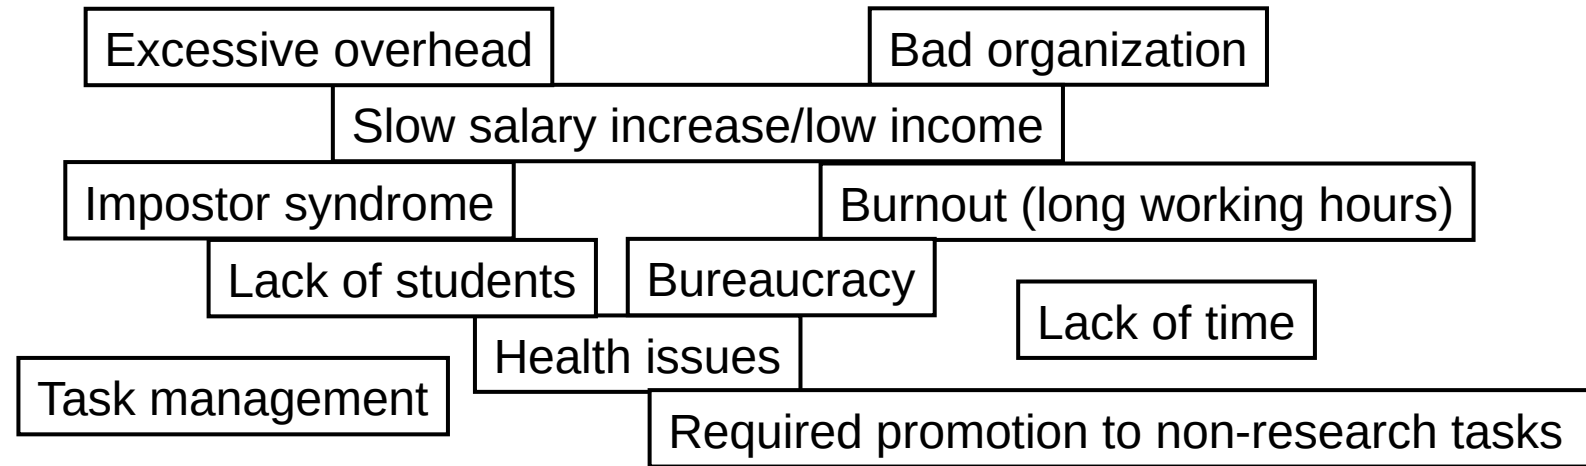 Excessive overhead
Bad organization
Slow salary increase/low income
Impostor syndrome
Burnout (long working hours)
Lack of students
Bureaucracy
Lack of time
Health issues
Task management
Required promotion to non-research tasks